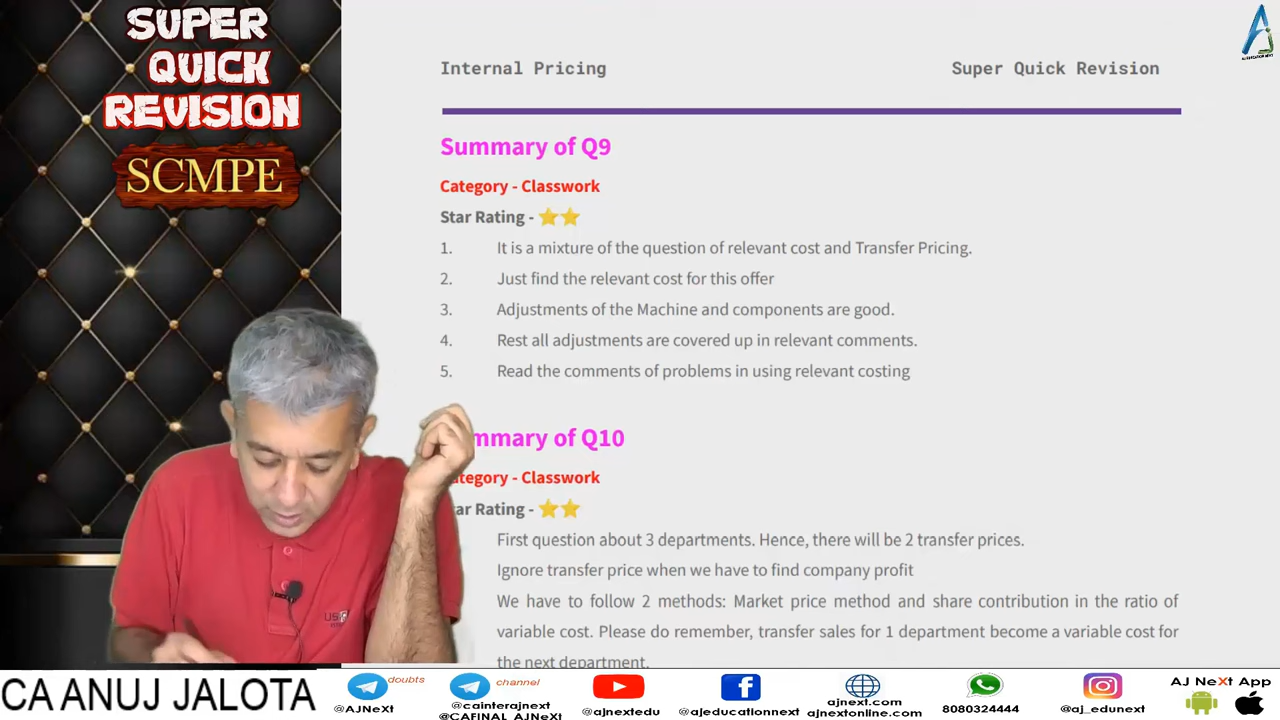 SUPER
QUICK
REVISION
SCMPE
Internal Pricing
Super Quick Revision
Summary of Q9
Category - Classwork
Star Rating - ⭐⭐
1. It is a mixture of the question of relevant cost and Transfer Pricing.
2. Just find the relevant cost for this offer
3. Adjustments of the Machine and components are good.
4. Rest all adjustments are covered up in relevant comments.
5. Read the comments of problems in using relevant costing
mmary of Q10
tegory - Classwork
ar Rating - ⭐⭐
First question about 3 departments. Hence, there will be 2 transfer prices.
Ignore transfer price when we have to find company profit
We have to follow 2 methods: Market price method and share contribution in the ratio of
variable cost. Please do remember, transfer sales for 1 department become a variable cost for
the next department.
CA ANUJ JALOTA
doubts
@AJNeXt
channel
@cainterajnext
@CAFINAL_AJNeXt
@ajnextedu
@ajeducationnext
ajnext.com
ajnextonline.com
8080324444
@aj_edunext
AJ NeXt App